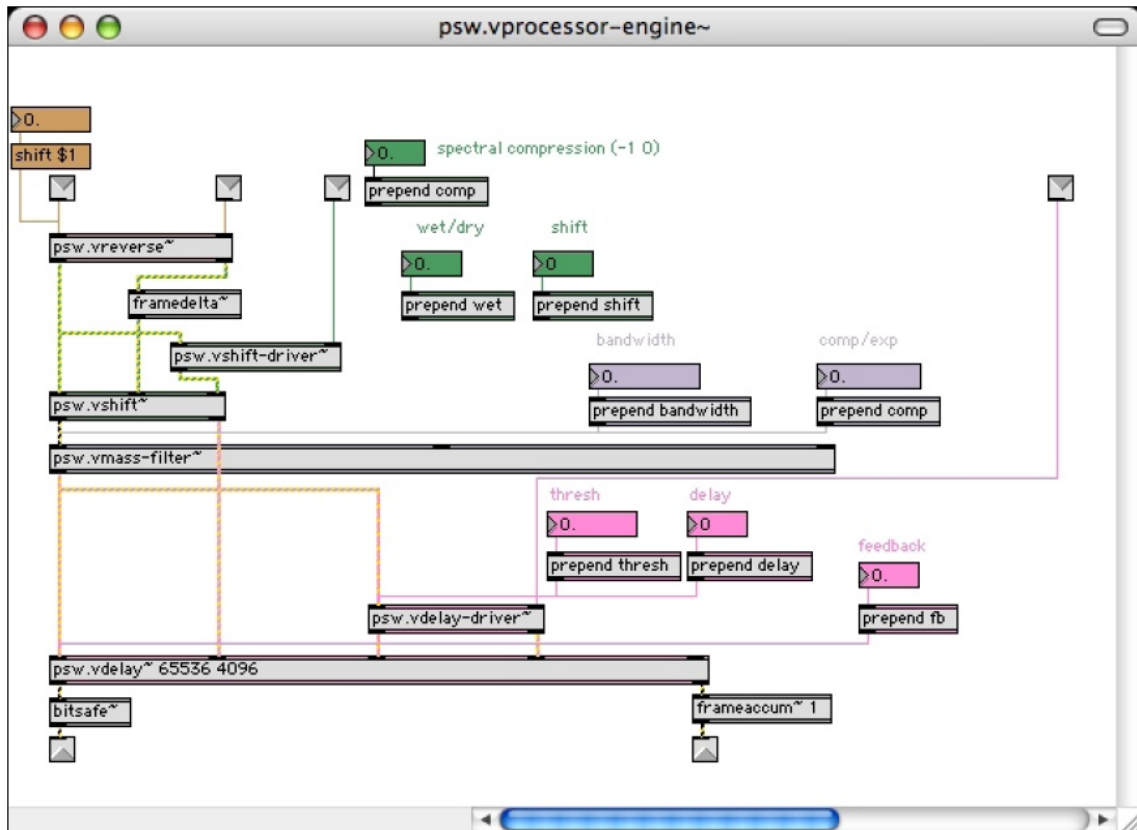 psw.vprocessor-engine~
0.
shift $1
0.
spectral compression (-1 0)
prepend comp
wet/dry
shift
psw.vreverse~
0.
0
framedelta~
prepend wet
prepend shift
bandwidth
comp/exp
psw.vshift-driver~
0.
0.
psw.vshift~
prepend bandwidth
prepend comp
psw.vmass-filter~
thresh
delay
0.
0
feedback
prepend thresh
prepend delay
0.
psw.vdelay-driver~
prepend fb
psw.vdelay~ 65536 4096
bitsafe~
frameaccum~ 1